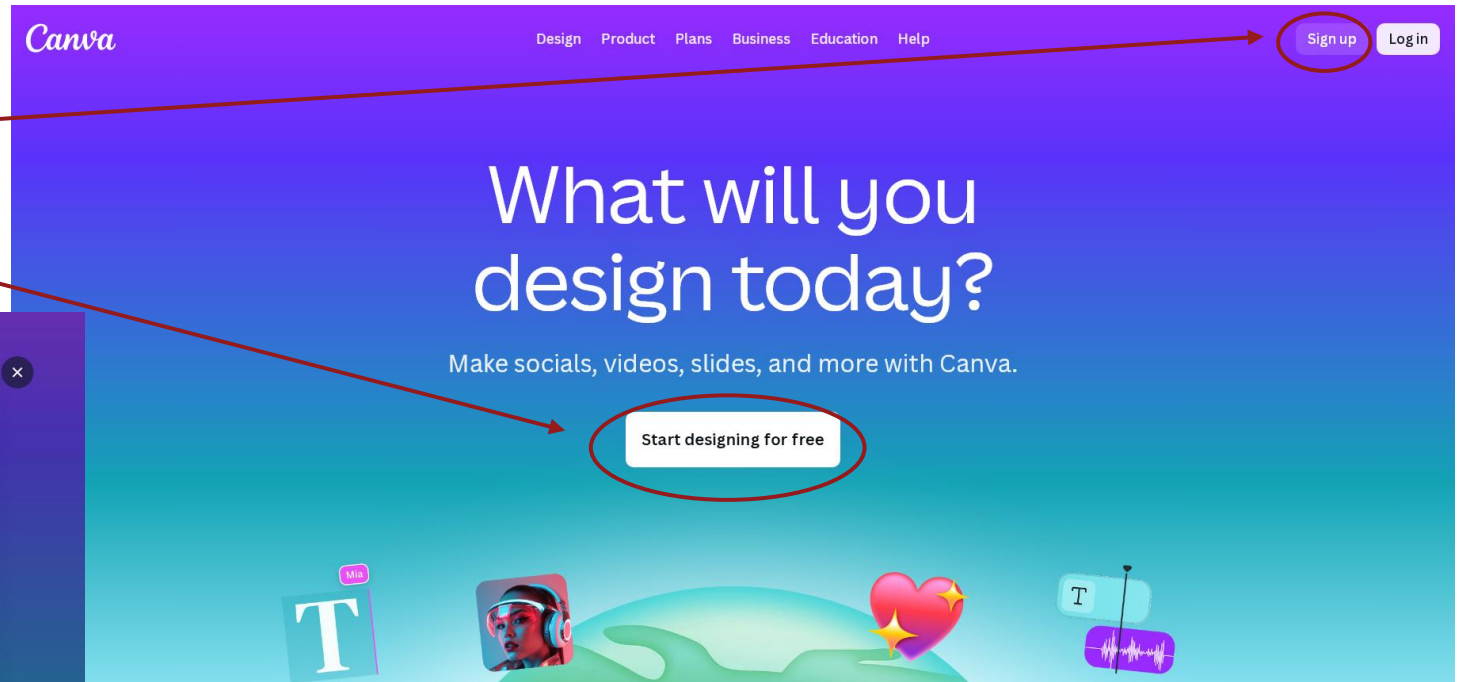 Canva
Design Product Plans Business Education Help
Sign up Log in
What will you
design today?
Make socials, videos, slides, and more with Canva.
Start designing for free
Mia
T
T